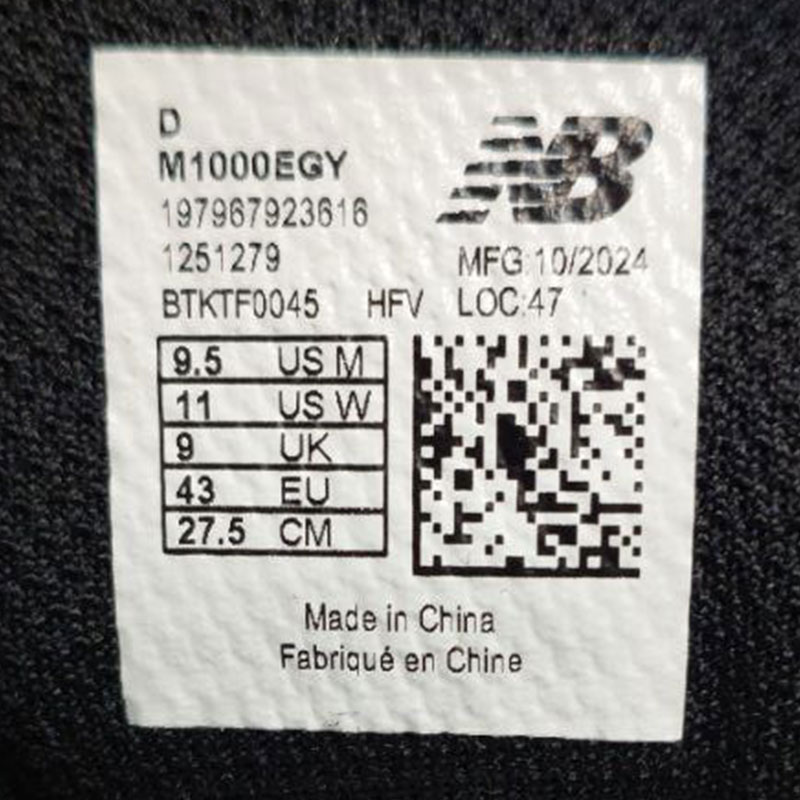 D
M1000EGY
NB
197967923616
1251279
MFG:10/2024
BTKTF0045 HFV LOC:47
9.5 US M
11 US W
9 UK
43 EU
27.5 CM
Made in China
Fabriqué en Chine